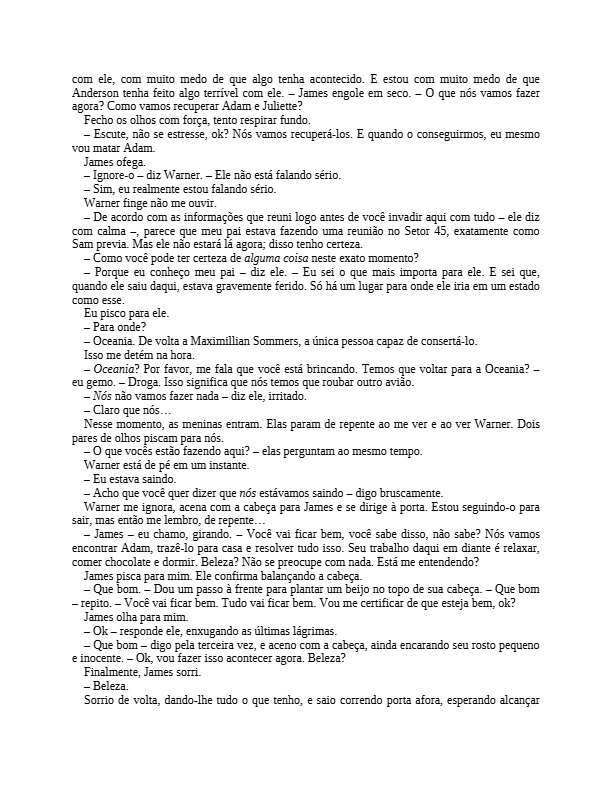 com ele, com muito medo de que algo tenha acontecido. E estou com muito medo de que
Anderson tenha feito algo terrível com ele. – James engole em seco. – O que nós vamos fazer
agora? Como vamos recuperar Adam e Juliette?
Fecho os olhos com força, tento respirar fundo.
– Escute, não se estresse, ok? Nós vamos recuperá-los. E quando o conseguirmos, eu mesmo
vou matar Adam.
James ofega.
– Ignore-o – diz Warner. – Ele não está falando sério.
– Sim, eu realmente estou falando sério.
Warner finge não me ouvir.
– De acordo com as informações que reuni logo antes de você invadir aqui com tudo – ele diz
com calma –, parece que meu pai estava fazendo uma reunião no Setor 45, exatamente como
Sam previa. Mas ele não estará lá agora; disso tenho certeza.
– Como você pode ter certeza de alguma coisa neste exato momento?
– Porque eu conheço meu pai – diz ele. – Eu sei o que mais importa para ele. E sei que,
quando ele saiu daqui, estava gravemente ferido. Só há um lugar para onde ele iria em um estado
como esse.
Eu pisco para ele.
– Para onde?
– Oceania. De volta a Maximillian Sommers, a única pessoa capaz de consertá-lo.
Isso me detém na hora.
– Oceania? Por favor, me fala que você está brincando. Temos que voltar para a Oceania? –
eu gemo. – Droga. Isso significa que nós temos que roubar outro avião.
– Nós não vamos fazer nada – diz ele, irritado.
– Claro que nós…
Nesse momento, as meninas entram. Elas param de repente ao me ver e ao ver Warner. Dois
pares de olhos piscam para nós.
– O que vocês estão fazendo aqui? – elas perguntam ao mesmo tempo.
Warner está de pé em um instante.
– Eu estava saindo.
– Acho que você quer dizer que nós estávamos saindo – digo bruscamente.
Warner me ignora, acena com a cabeça para James e se dirige à porta. Estou seguindo-o para
sair, mas então me lembro, de repente…
– James – eu chamo, girando. – Você vai ficar bem, você sabe disso, não sabe? Nós vamos
encontrar Adam, trazê-lo para casa e resolver tudo isso. Seu trabalho daqui em diante é relaxar,
comer chocolate e dormir. Beleza? Não se preocupe com nada. Está me entendendo?
James pisca para mim. Ele confirma balançando a cabeça.
– Que bom. – Dou um passo à frente para plantar um beijo no topo de sua cabeça. – Que bom
– repito. – Você vai ficar bem. Tudo vai ficar bem. Vou me certificar de que esteja bem, ok?
James olha para mim.
– Ok – responde ele, enxugando as últimas lágrimas.
– Que bom – digo pela terceira vez, e aceno com a cabeça, ainda encarando seu rosto pequeno
e inocente. – Ok, vou fazer isso acontecer agora. Beleza?
Finalmente, James sorri.
– Beleza.
Sorrio de volta, dando-lhe tudo o que tenho, e saio correndo porta afora, esperando alcançar